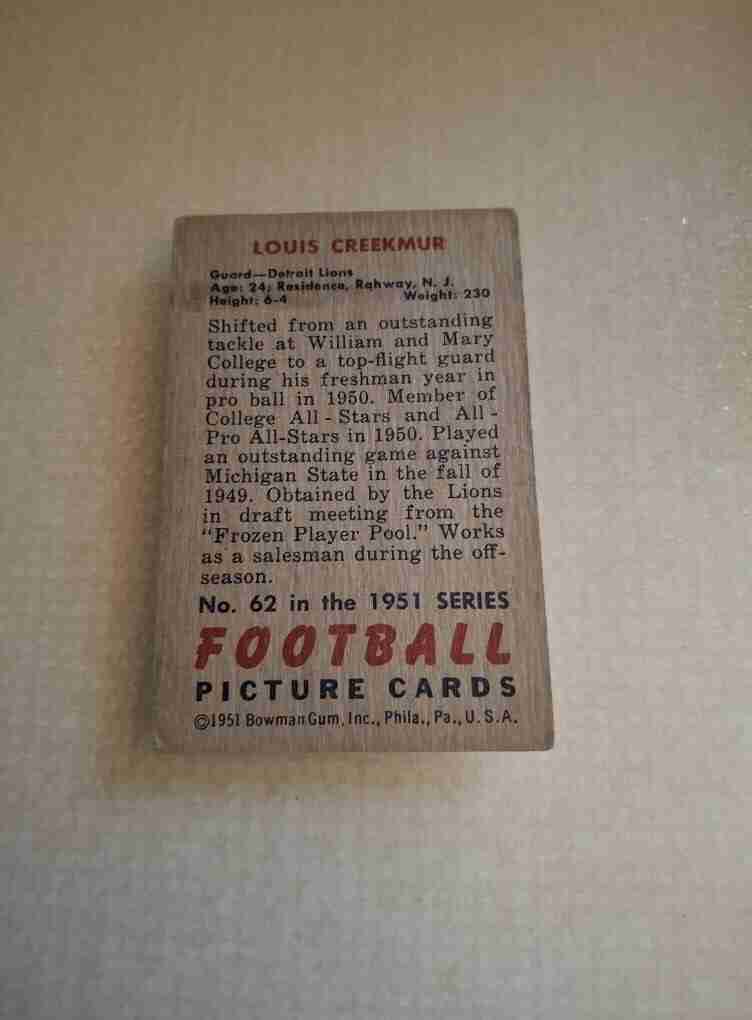 LOUIS CREEKMUR
Guard—Detroit Lions
Age: 24; Residence, Rahway, N. J.
Height: 6-4 Weight: 230
Shifted from an outstanding
tackle at William and Mary
College to a top-flight guard
during his freshman year in
pro ball in 1950. Member of
College All-Stars and All-
Pro All-Stars in 1950. Played
an outstanding game against
Michigan State in the fall of
1949. Obtained by the Lions
in draft meeting from the
"Frozen Player Pool." Works
as a salesman during the off-
season.
No. 62 in the 1951 SERIES
FOOTBALL
PICTURE CARDS
©1951 Bowman Gum, Inc., Phila., Pa., U. S. A.